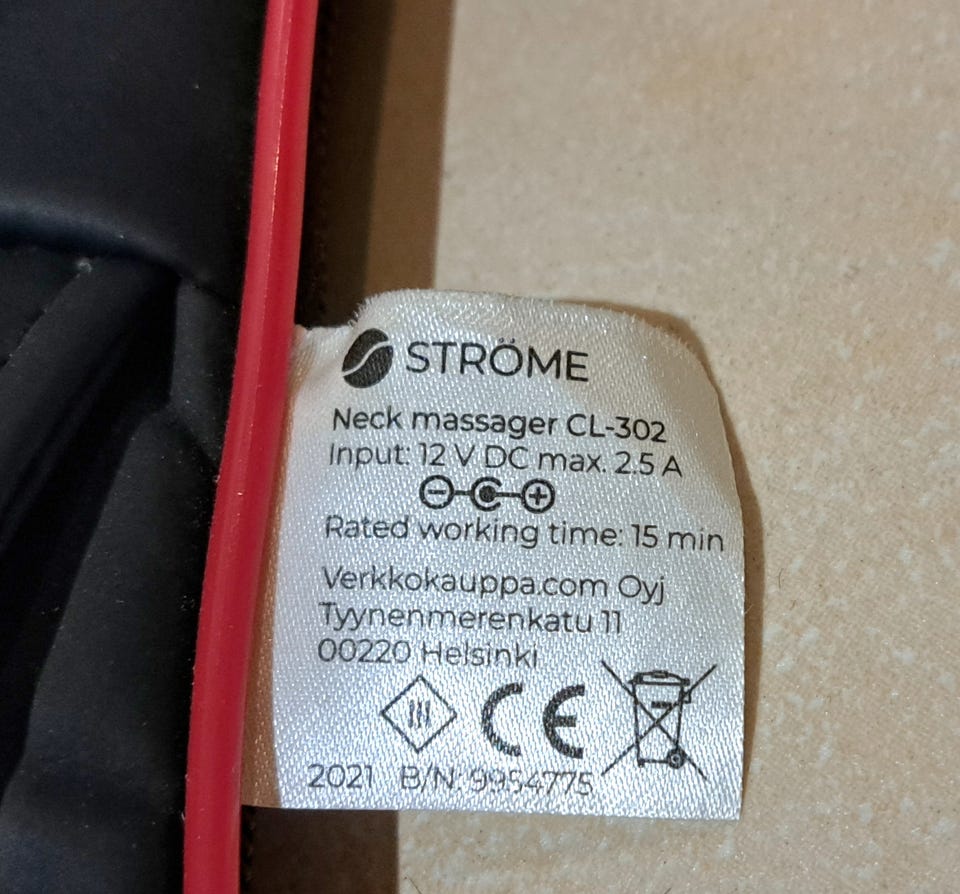 STRÖME
Neck massager CL-302
Input: 12 V DC max. 2.5 A
Rated working time: 15 min
Verkkokauppa.com Oyj
Tyynenmerenkatu 11
00220 Helsinki
CE
2021 B/N: 9954775